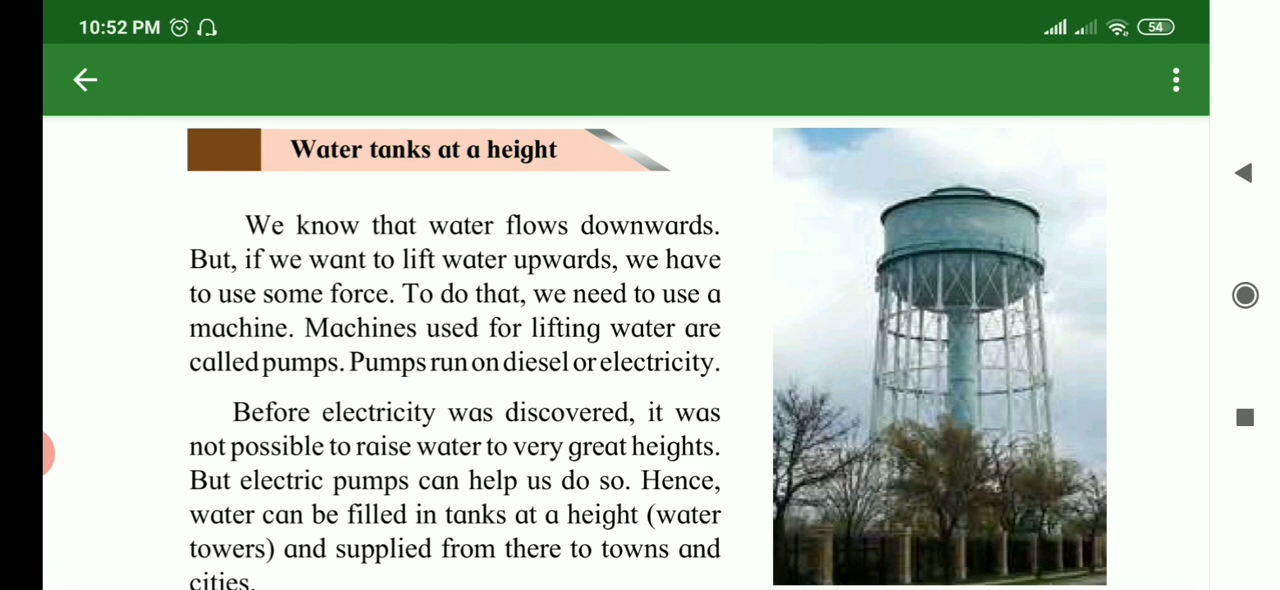 10:52 PM
54
Water tanks at a height
We know that water flows downwards.
But, if we want to lift water upwards, we have
to use some force. To do that, we need to use a
machine. Machines used for lifting water are
called pumps. Pumps run on diesel or electricity.
Before electricity was discovered, it was
not possible to raise water to very great heights.
But electric pumps can help us do so. Hence,
water can be filled in tanks at a height (water
towers) and supplied from there to towns and
cities.